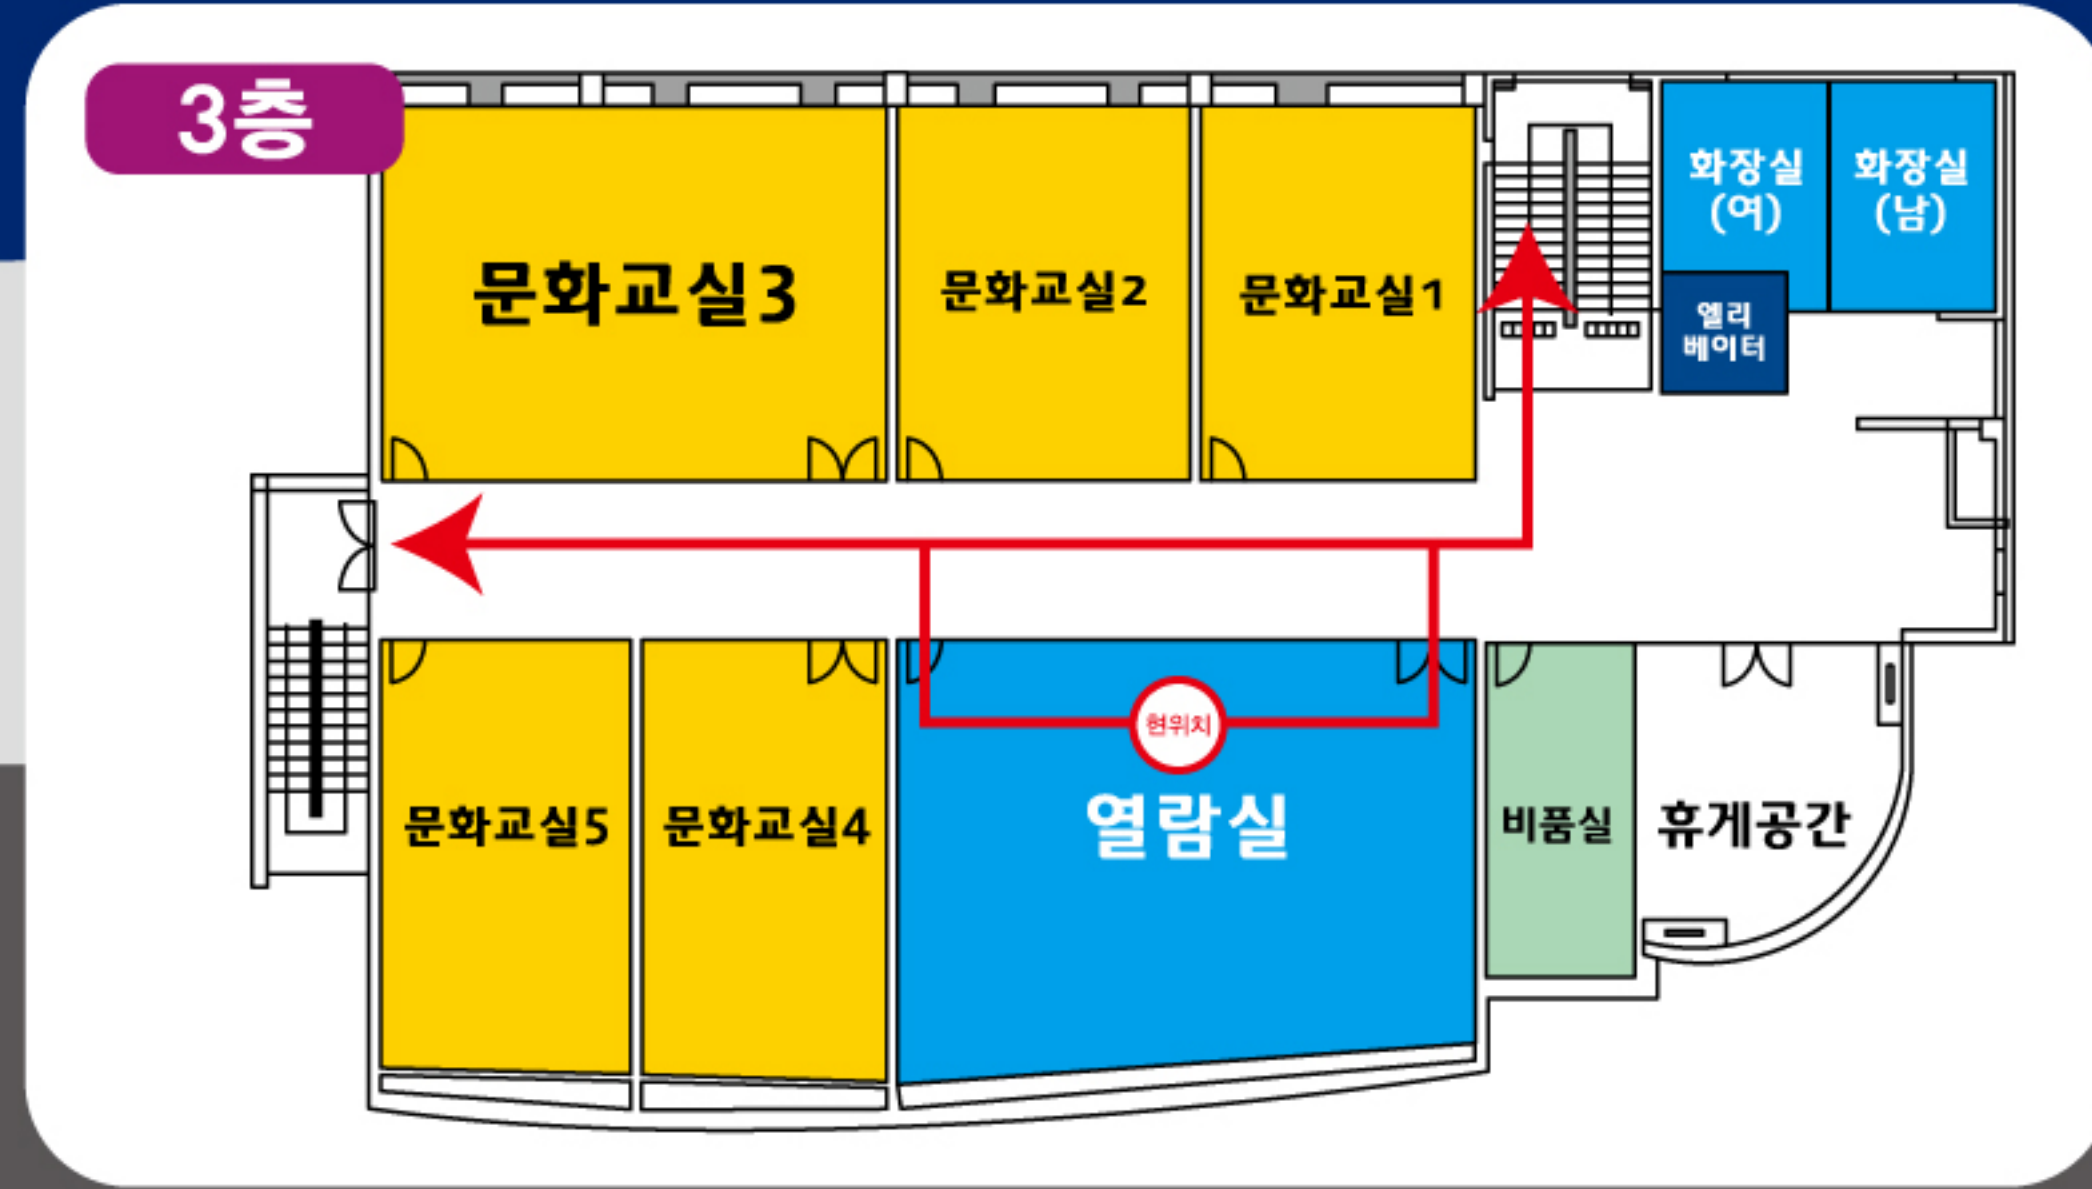 3층
문화교실3
문화교실2
문화교실1
화장실
(여)
화장실
(남)
엘리
베이터
현위치
문화교실5
문화교실4
열람실
비품실
휴게공간